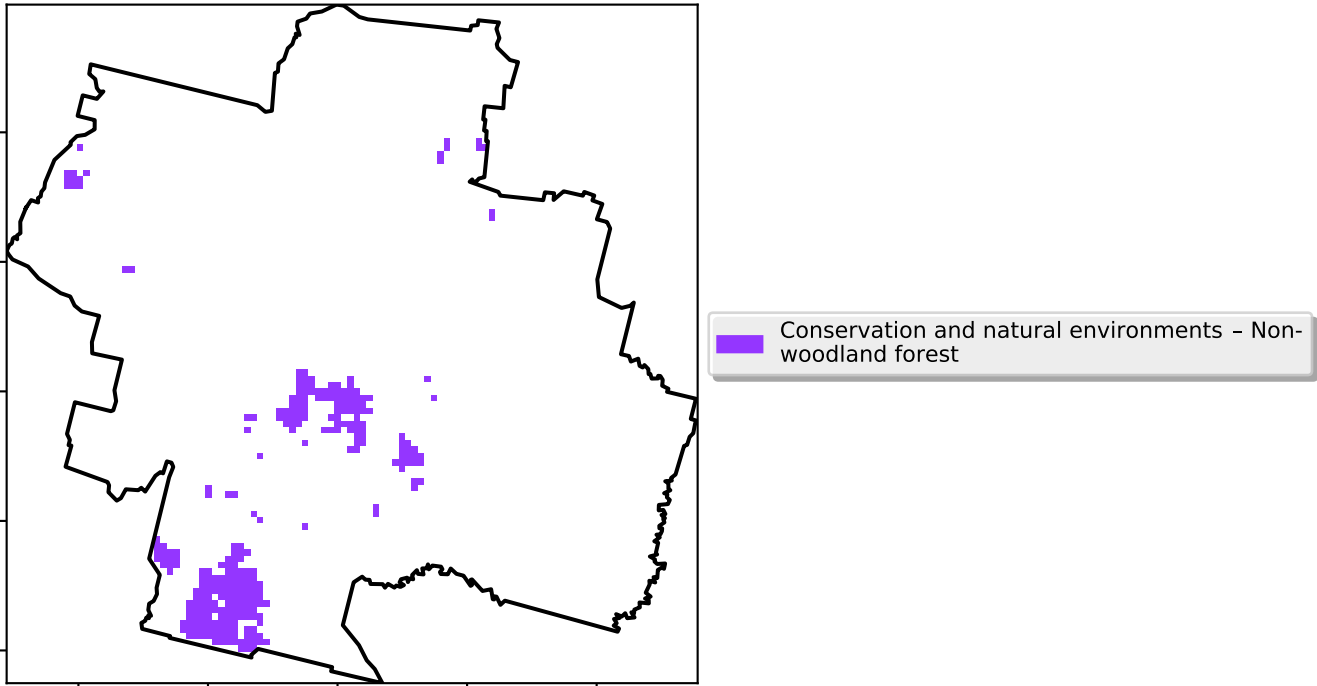 Conservation and natural environments – Non-
woodland forest